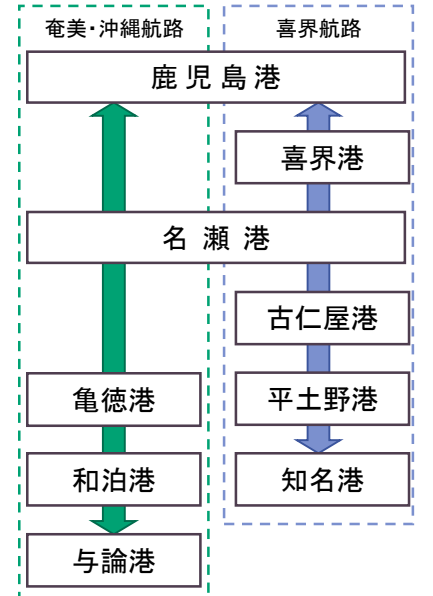 奄美・沖縄航路
喜界航路
鹿児島港
喜界港
名瀬港
古仁屋港
亀徳港
平土野港
和泊港
知名港
与論港